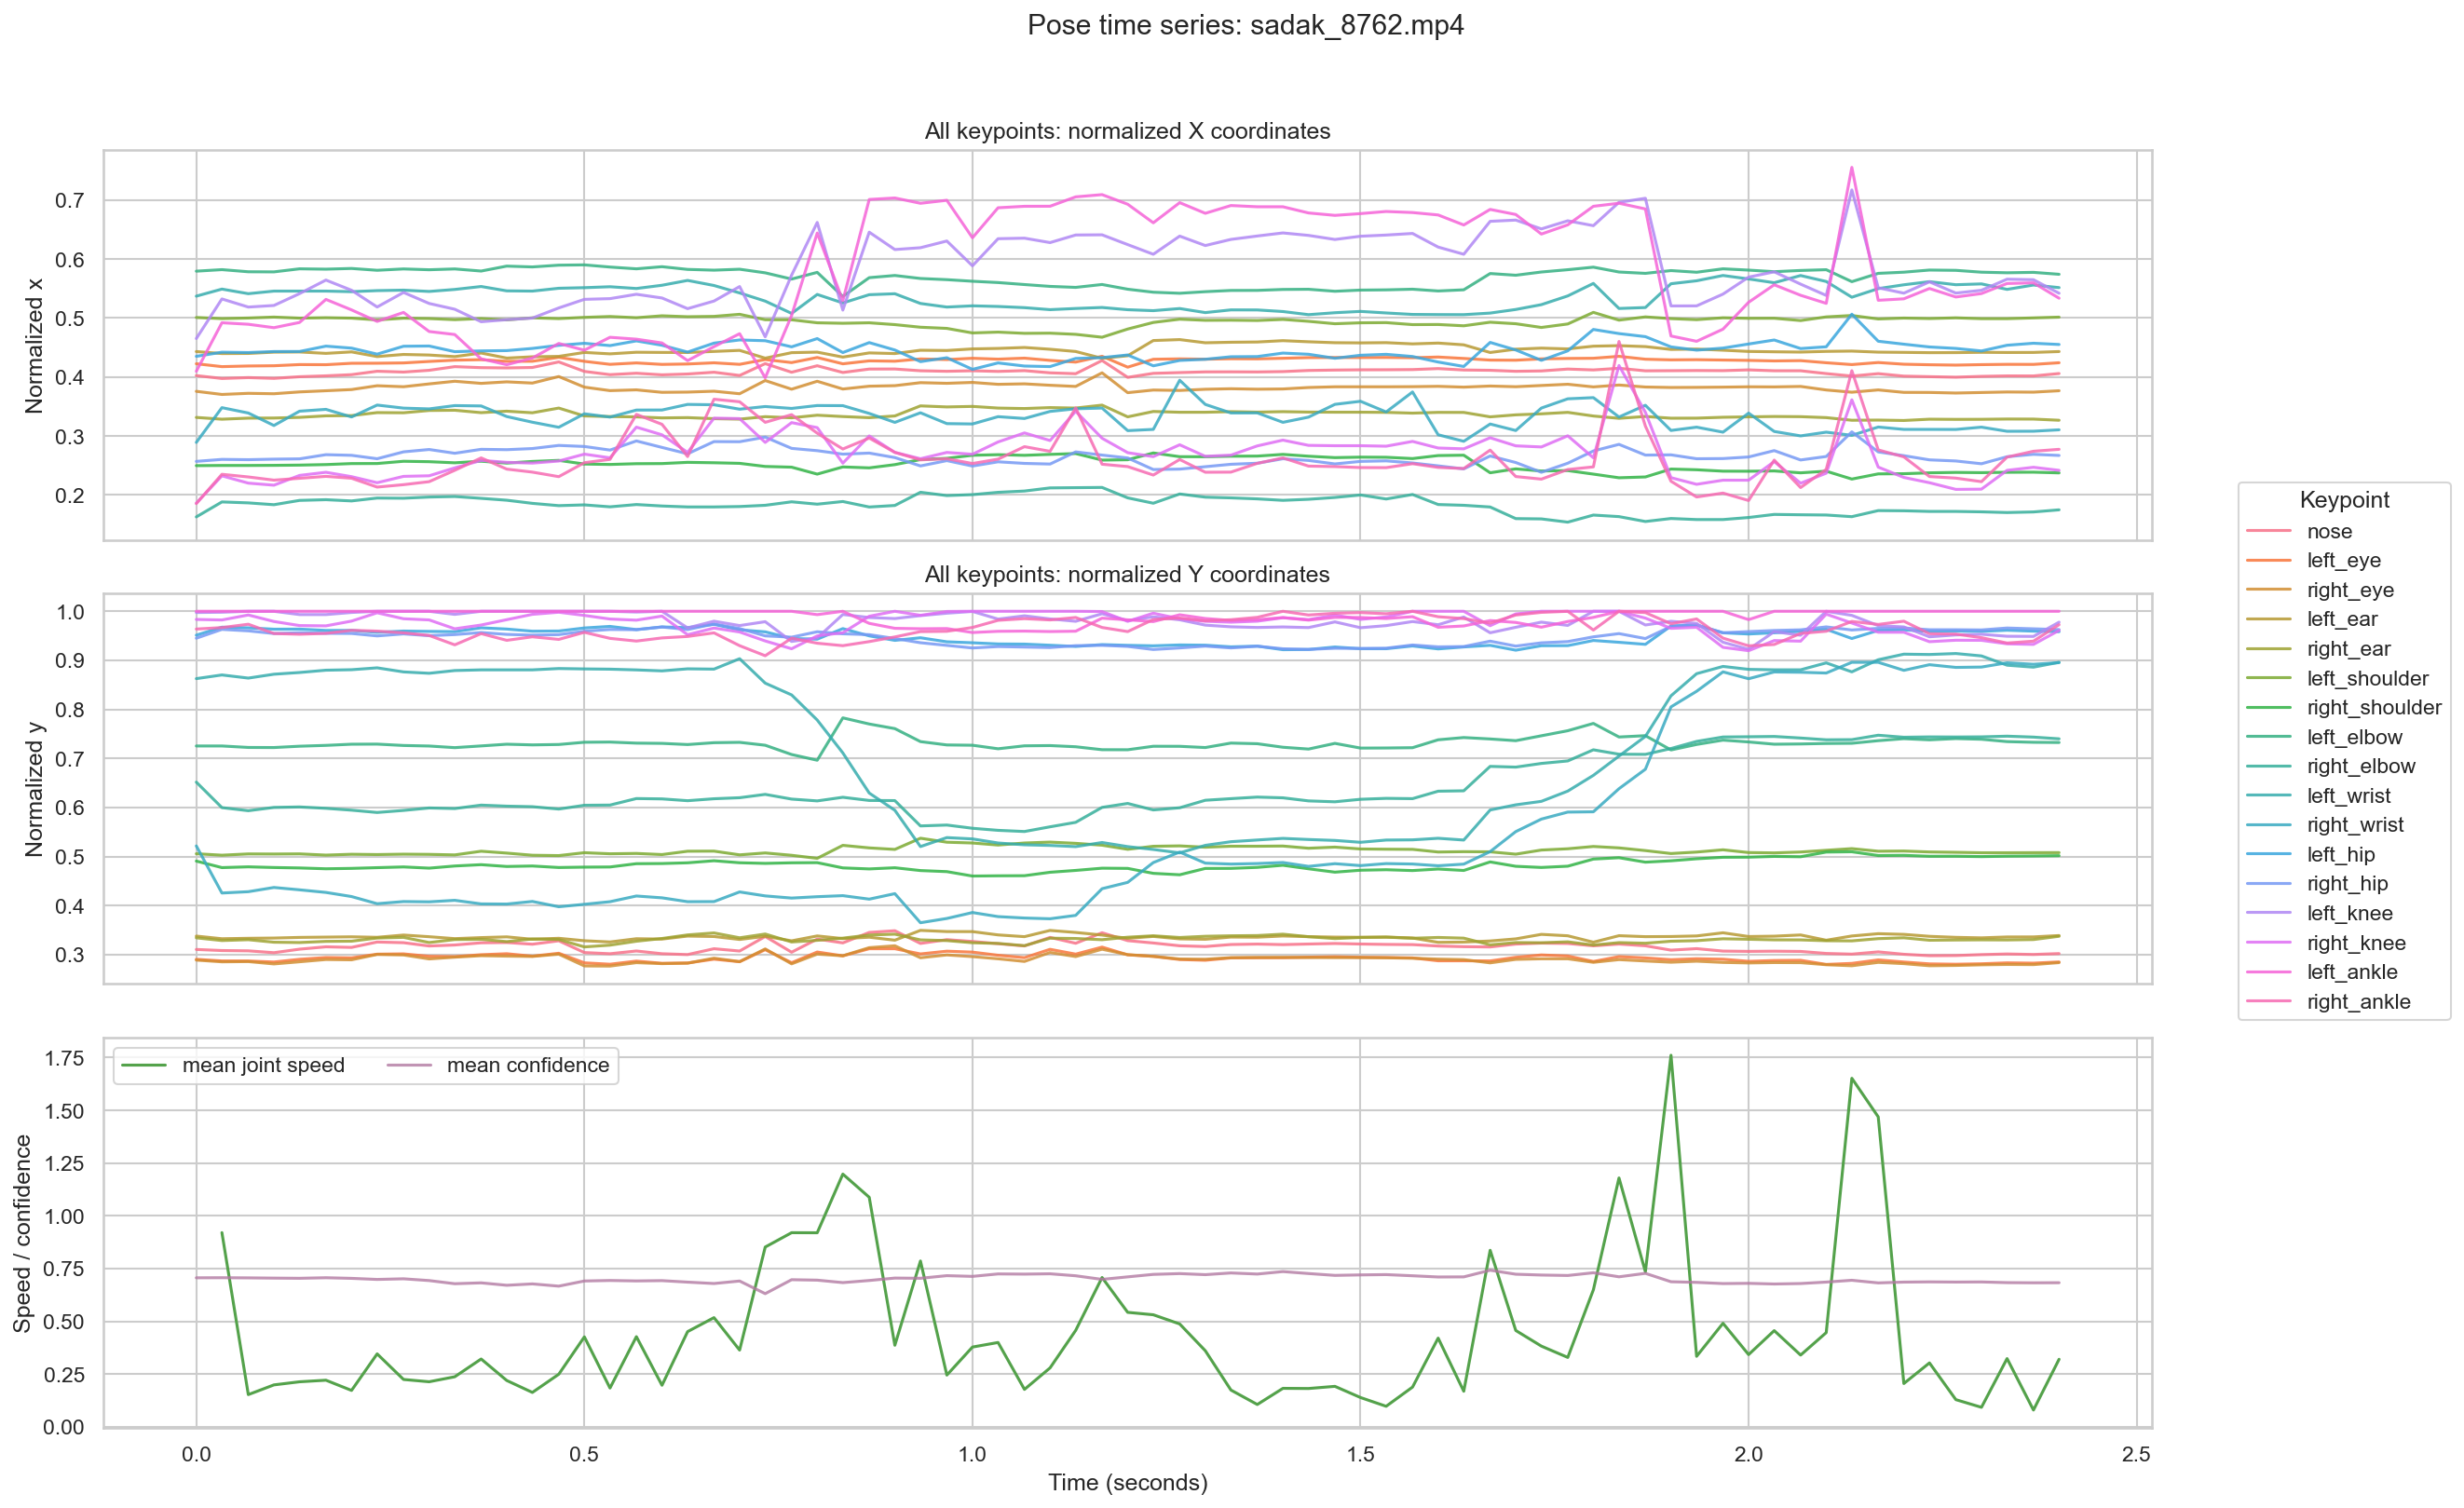 Pose time series: sadak_8762.mp4
All keypoints: normalized X coordinates
Normalized x
0.7
0.6
0.5
0.4
0.3
0.2
All keypoints: normalized Y coordinates
Normalized y
1.0
0.9
0.8
0.7
0.6
0.5
0.4
0.3
Keypoint
nose
left_eye
right_eye
left_ear
right_ear
left_shoulder
right_shoulder
left_elbow
right_elbow
left_wrist
right_wrist
left_hip
right_hip
left_knee
right_knee
left_ankle
right_ankle
mean joint speed
mean confidence
Speed / confidence
1.75
1.50
1.25
1.00
0.75
0.50
0.25
0.00
0.0
0.5
1.0
1.5
2.0
2.5
Time (seconds)